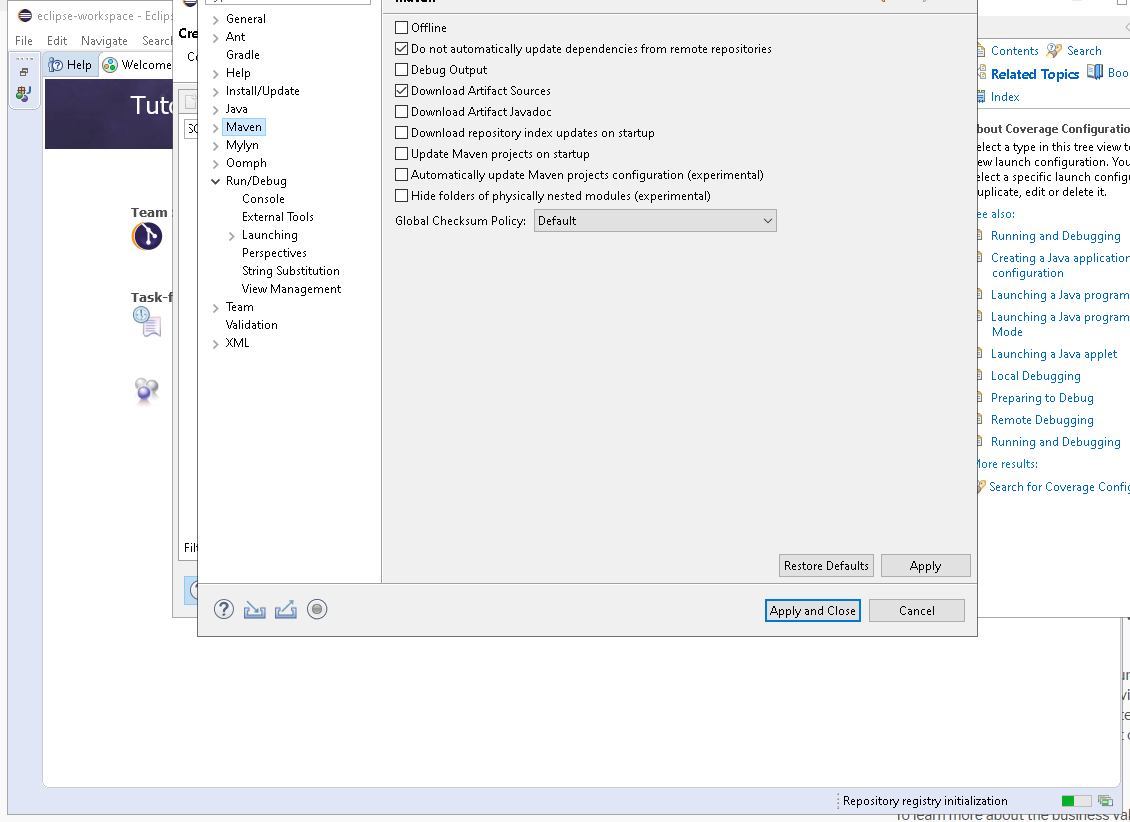 eclipse-workspace - Eclips
File Edit Navigate Search
Help
Welcome
Team
Task-f
maven
General
Ant
Gradle
Help
Install/Update
Java
Maven
Mylyn
Oomph
Run/Debug
Console
External Tools
Launching
Perspectives
String Substitution
View Management
Team
Validation
XML
Offline
Do not automatically update dependencies from remote repositories
Debug Output
Download Artifact Sources
Download Artifact Javadoc
Download repository index updates on startup
Update Maven projects on startup
Automatically update Maven projects configuration (experimental)
Hide folders of physically nested modules (experimental)
Global Checksum Policy: Default
Restore Defaults Apply
Apply and Close Cancel
Contents Search
Related Topics Boo
Index
bout Coverage Configuratio
elect a type in this tree view to
ew launch configuration. You
elect a specific launch configu
uplicate, edit or delete it.
ee also:
Running and Debugging
Creating a Java application
configuration
Launching a Java program
Launching a Java program
Mode
Launching a Java applet
Local Debugging
Preparing to Debug
Remote Debugging
Running and Debugging
More results:
Search for Coverage Config
Repository registry initialization
To learn more about the business val